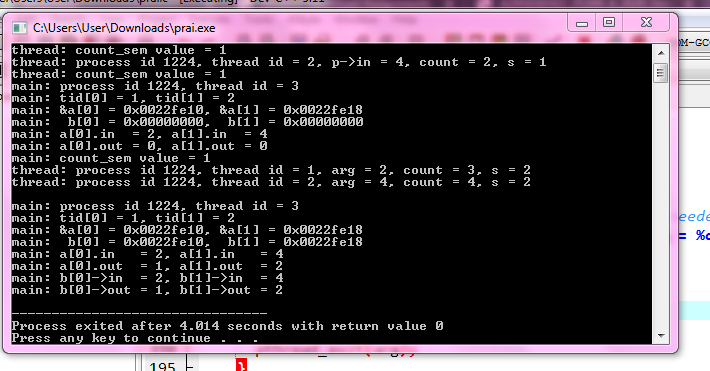 C:\Users\User\Downloads\prai.exe
thread: count_sem value = 1
thread: process id 1224, thread id = 2, p->in = 4, count = 2, s = 1
thread: count_sem value = 1
main: process id 1224, thread id = 3
main: tid[0] = 1, tid[1] = 2
main: &a[0] = 0x0022fe10, &a[1] = 0x0022fe18
main:  b[0] = 0x00000000,  b[1] = 0x00000000
main: a[0].in  = 2, a[1].in  = 4
main: a[0].out = 0, a[1].out = 0
main: count_sem value = 1
thread: process id 1224, thread id = 1, arg = 2, count = 3, s = 2
thread: process id 1224, thread id = 2, arg = 4, count = 4, s = 2
main: process id 1224, thread id = 3
main: tid[0] = 1, tid[1] = 2
main: &a[0] = 0x0022fe10, &a[1] = 0x0022fe18
main:  b[0] = 0x0022fe10,  b[1] = 0x0022fe18
main: a[0].in   = 2, a[1].in   = 4
main: a[0].out  = 1, a[1].out  = 2
main: b[0]->in  = 2, b[1]->in  = 4
main: b[0]->out = 1, b[1]->out = 2
--------------------------------
Process exited after 4.014 seconds with return value 0
Press any key to continue . . .
195 }